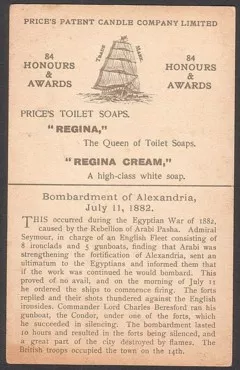 PRICE'S PATENT CANDLE COMPANY LIMITED
TRADE MARK.
84
HONOURS
&
AWARDS
84
HONOURS
&
AWARDS
PRICE'S TOILET SOAPS.
"REGINA,"
The Queen of Toilet Soaps.
"REGINA CREAM,"
A high-class white soap.
Bombardment of Alexandria,
July 11, 1882.
THIS occurred during the Egyptian War of 1882,
caused by the Rebellion of Arabi Pasha. Admiral
Seymour, in charge of an English Fleet consisting of
8 ironclads and 5 gunboats, finding that Arabi was
strengthening the fortification of Alexandria, sent an
ultimatum to the Egyptians and informed them that
if the work was continued he would bombard. This
proved of no avail, and on the morning of July 11
he ordered the ships to commence firing. The forts
replied and their shots thundered against the English
ironsides. Commander Lord Charles Beresford ran his
gunboat, the Condor, under use of the forts, which
he succeeded in silencing. The bombardment lasted
10 hours and resulted in the forts being silenced, and
a great part of the city destroyed by flames. The
British troops occupied the town on the 14th.